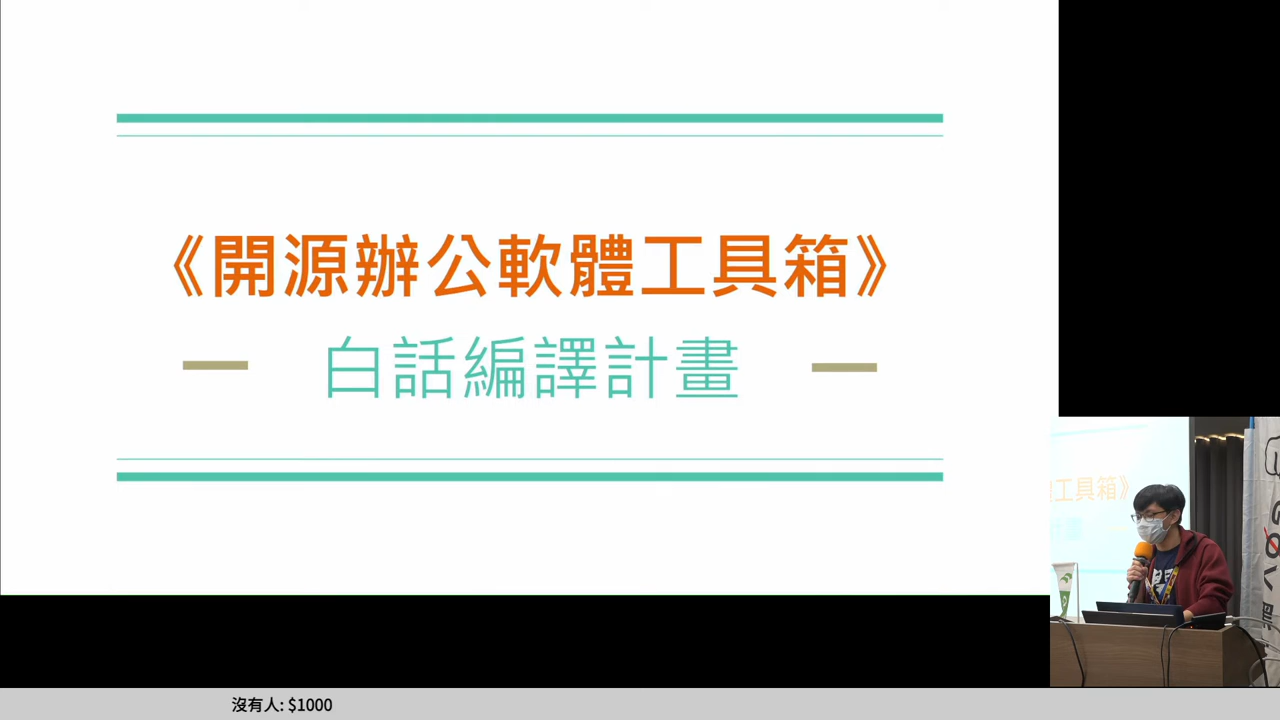 《開源辦公軟體工具箱》
白話編譯計畫
工具箱》
沒有人: $1000